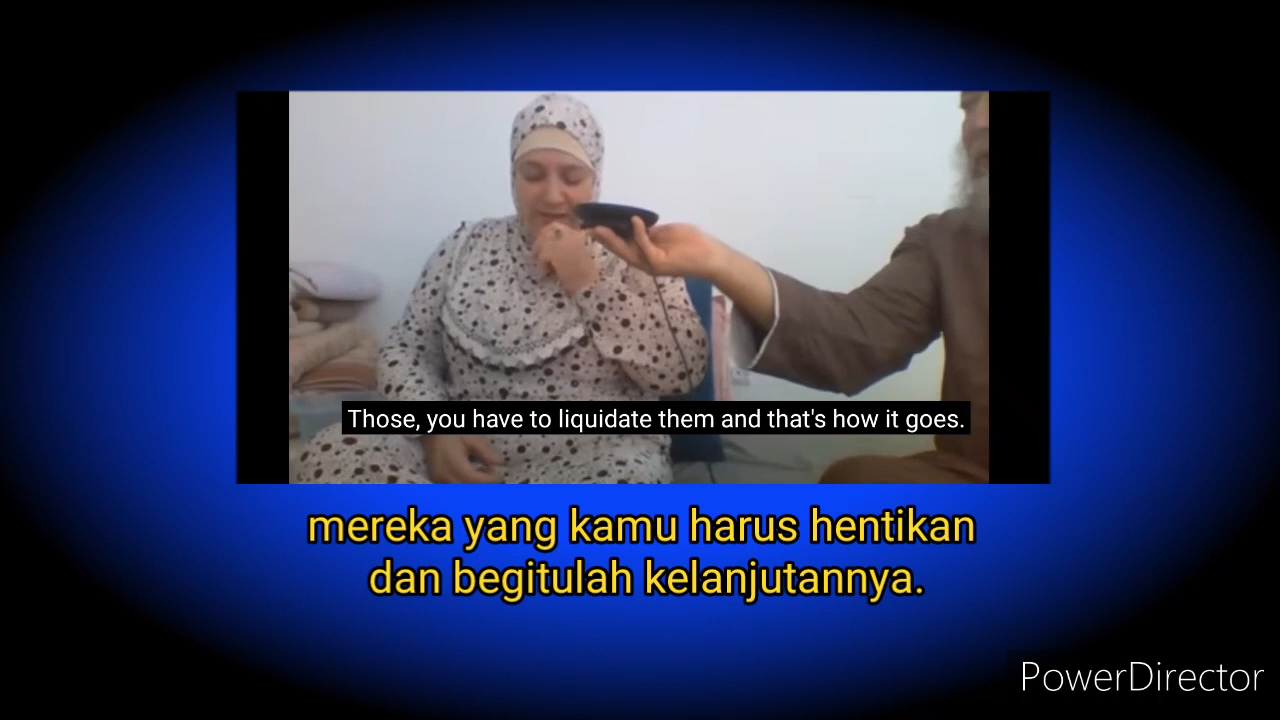 Those, you have to liquidate them and that's how it goes.
mereka yang kamu harus hentikan
dan begitulah kelanjutannya.
PowerDirector